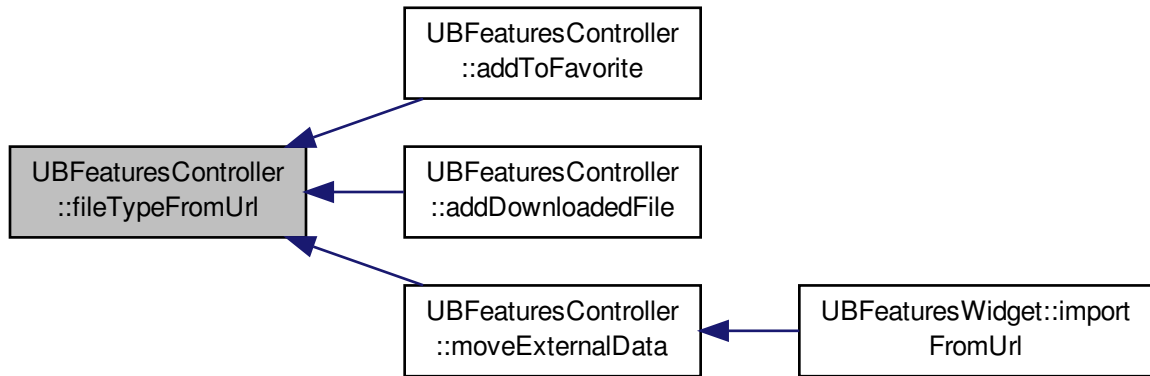 UBFeaturesController
::addToFavorite
UBFeaturesController
::fileTypeFromUrl
UBFeaturesController
::addDownloadedFile
UBFeaturesController
::moveExternalData
UBFeaturesWidget::import
FromUrl